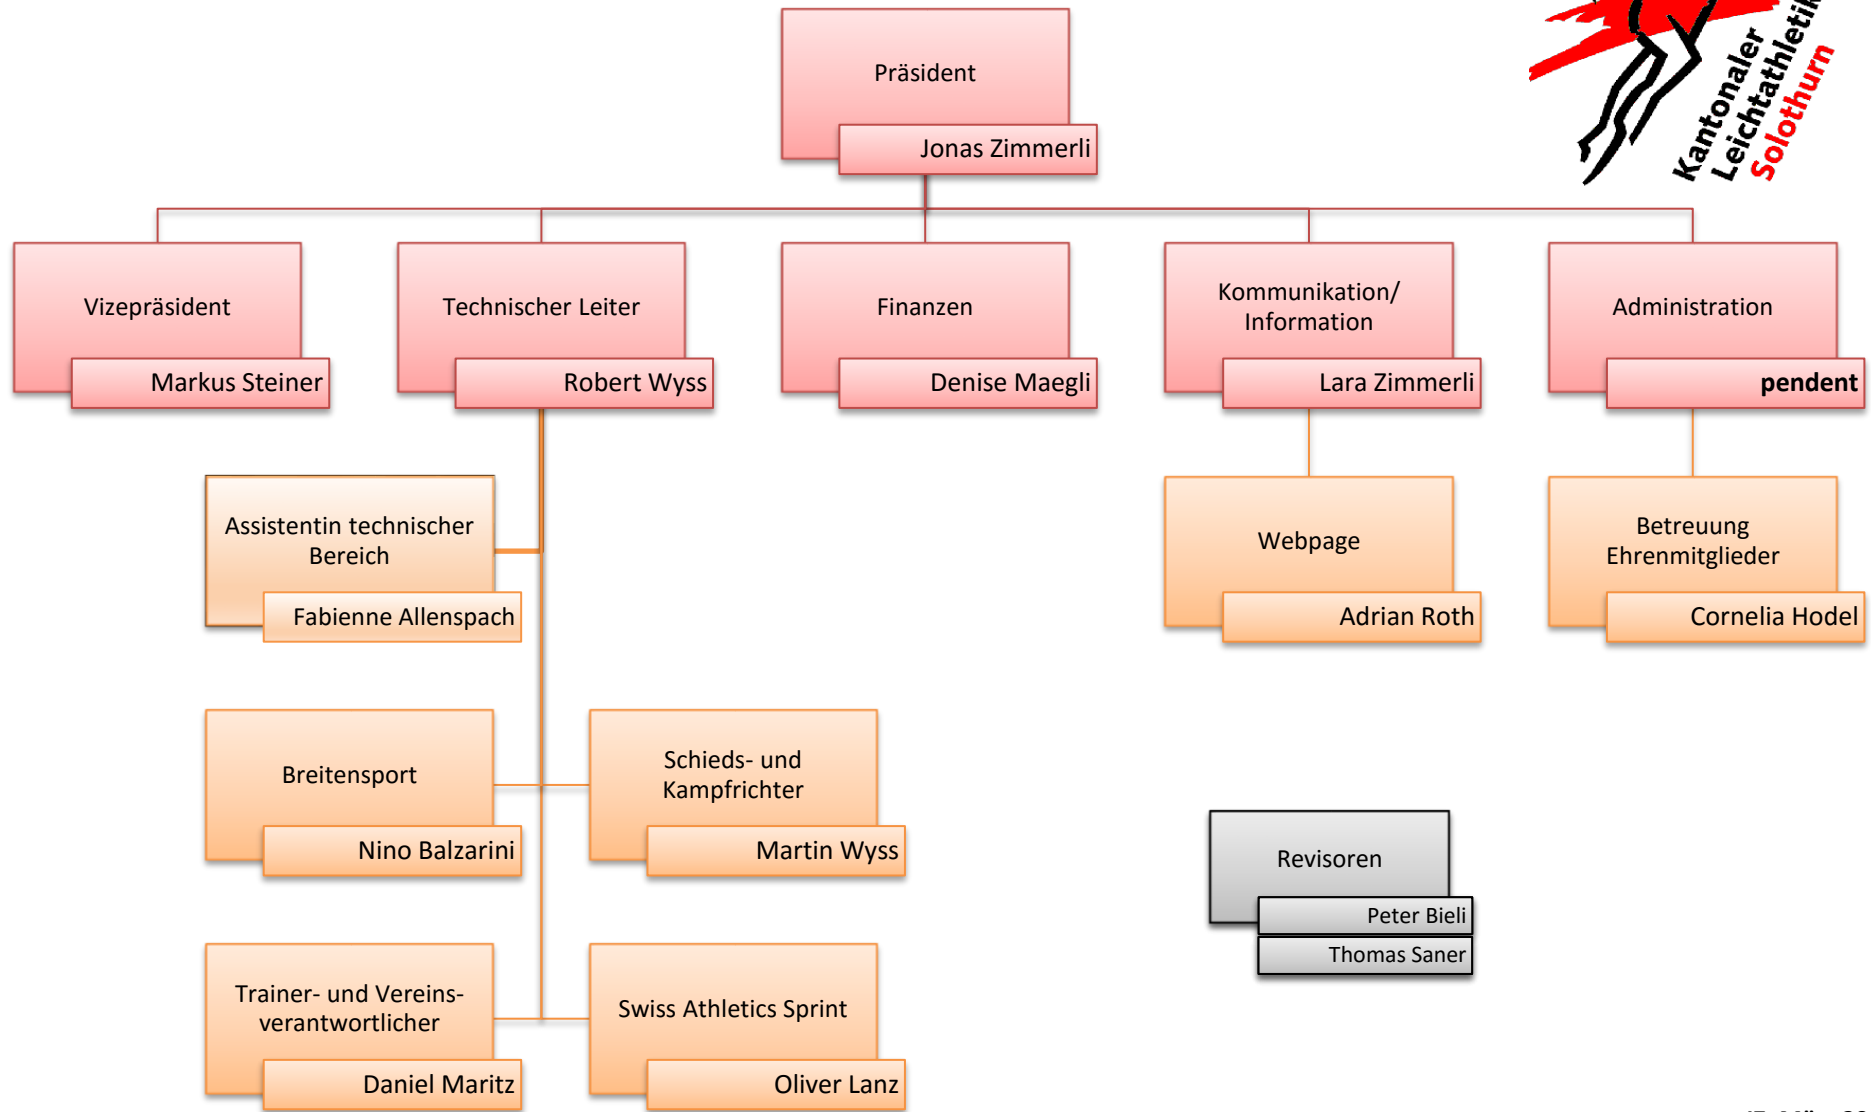 Präsident
Jonas Zimmerli
Kantonaler
Leichtathletik
Solothurn
Vizepräsident
Markus Steiner
Technischer Leiter
Robert Wyss
Finanzen
Denise Maegli
Kommunikation/
Information
Lara Zimmerli
Administration
pendent
Assistentin technischer
Bereich
Fabienne Allenspach
Webpage
Adrian Roth
Betreuung
Ehrenmitglieder
Cornelia Hodel
Breitensport
Nino Balzarini
Schieds- und
Kampfrichter
Martin Wyss
Revisoren
Peter Bieli
Thomas Saner
Trainer- und Vereins-
verantwortlicher
Daniel Maritz
Swiss Athletics Sprint
Oliver Lanz